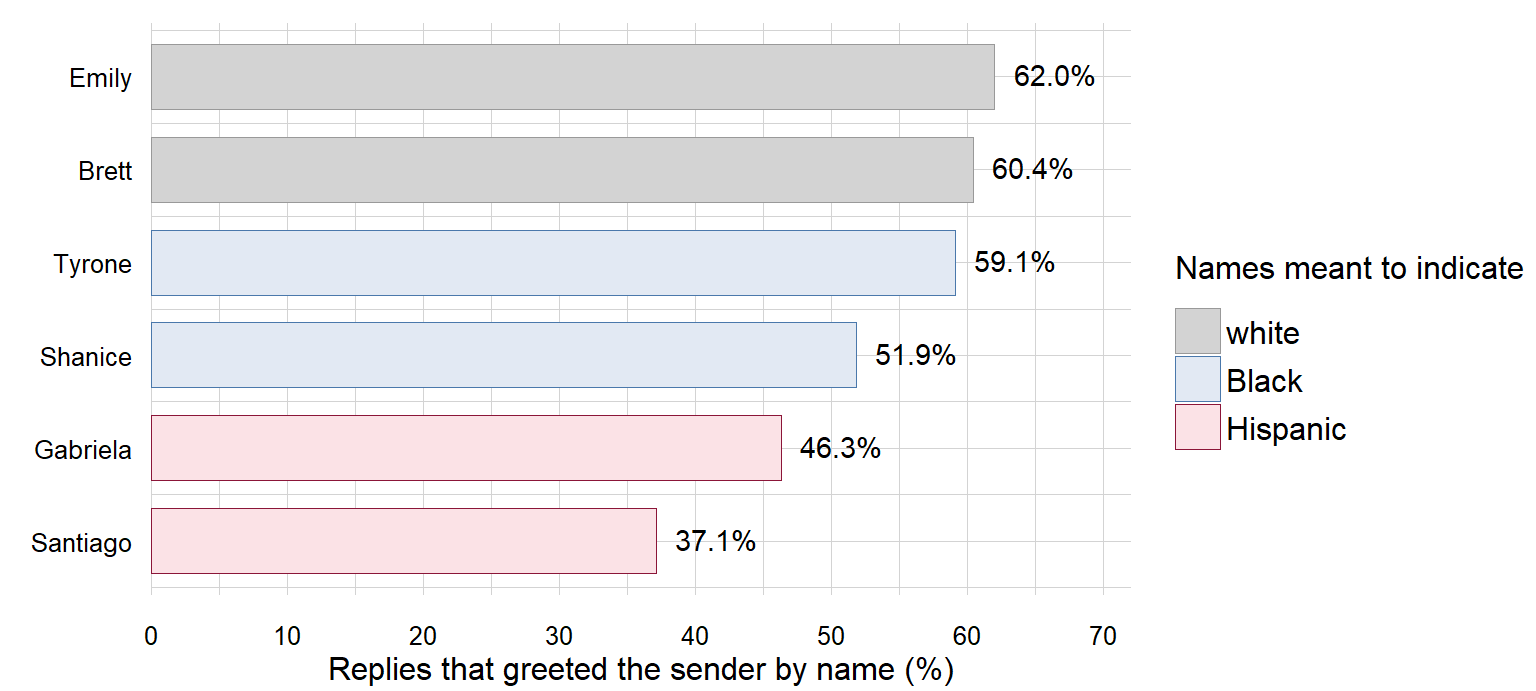 Emily 62.0%
Brett 60.4%
Tyrone 59.1%
Shanice 51.9%
Gabriela 46.3%
Santiago 37.1%
0 10 20 30 40 50 60 70
Replies that greeted the sender by name (%)
Names meant to indicate
white
Black
Hispanic